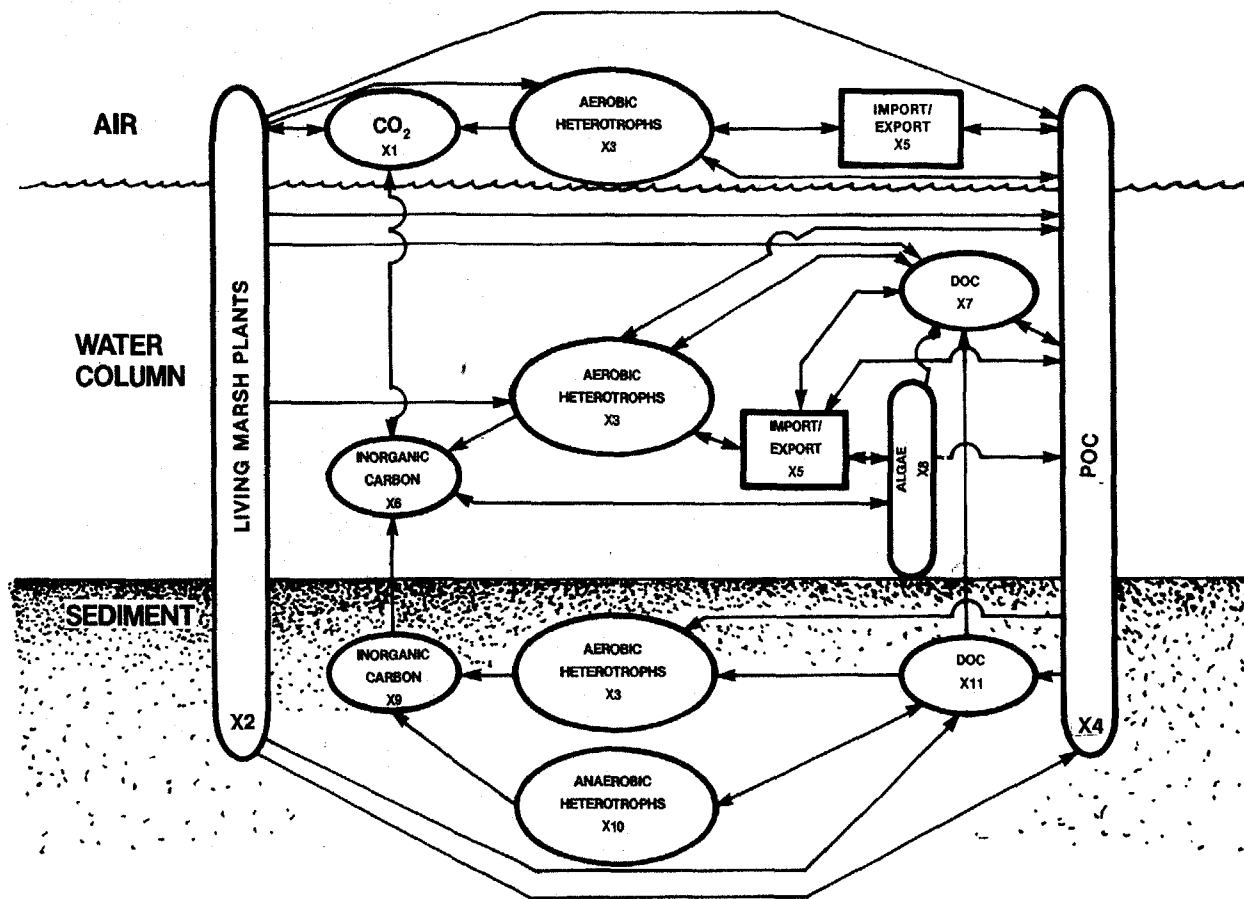 AIR
CO₂
X1
AEROBIC
HETEROTROPHS
X3
IMPORT/
EXPORT
X5
WATER
COLUMN
LIVING MARSH PLANTS
X2
DOC
X7
AEROBIC
HETEROTROPHS
X3
IMPORT/
EXPORT
X5
ALGAE
X8
INORGANIC
CARBON
X6
POC
X4
SEDIMENT
INORGANIC
CARBON
X9
AEROBIC
HETEROTROPHS
X3
DOC
X11
ANAEROBIC
HETEROTROPHS
X10